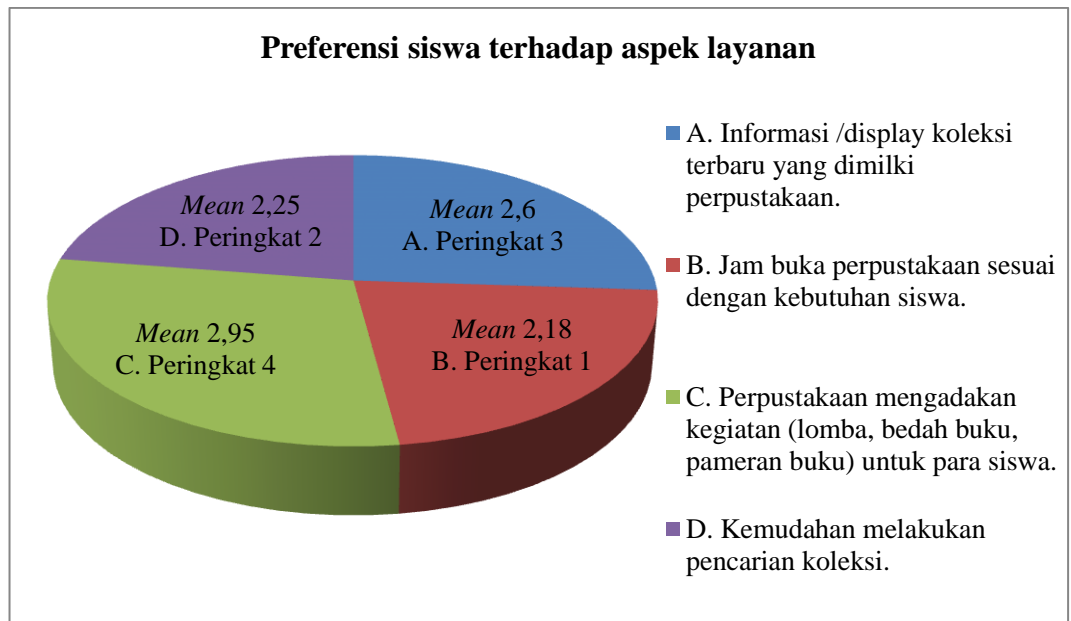 Preferensi siswa terhadap aspek layanan
Mean 2,25
D. Peringkat 2
Mean 2,6
A. Peringkat 3
Mean 2,95
C. Peringkat 4
Mean 2,18
B. Peringkat 1
A. Informasi /display koleksi
terbaru yang dimilki
perpustakaan.
B. Jam buka perpustakaan sesuai
dengan kebutuhan siswa.
C. Perpustakaan mengadakan
kegiatan (lomba, bedah buku,
pameran buku) untuk para siswa.
D. Kemudahan melakukan
pencarian koleksi.